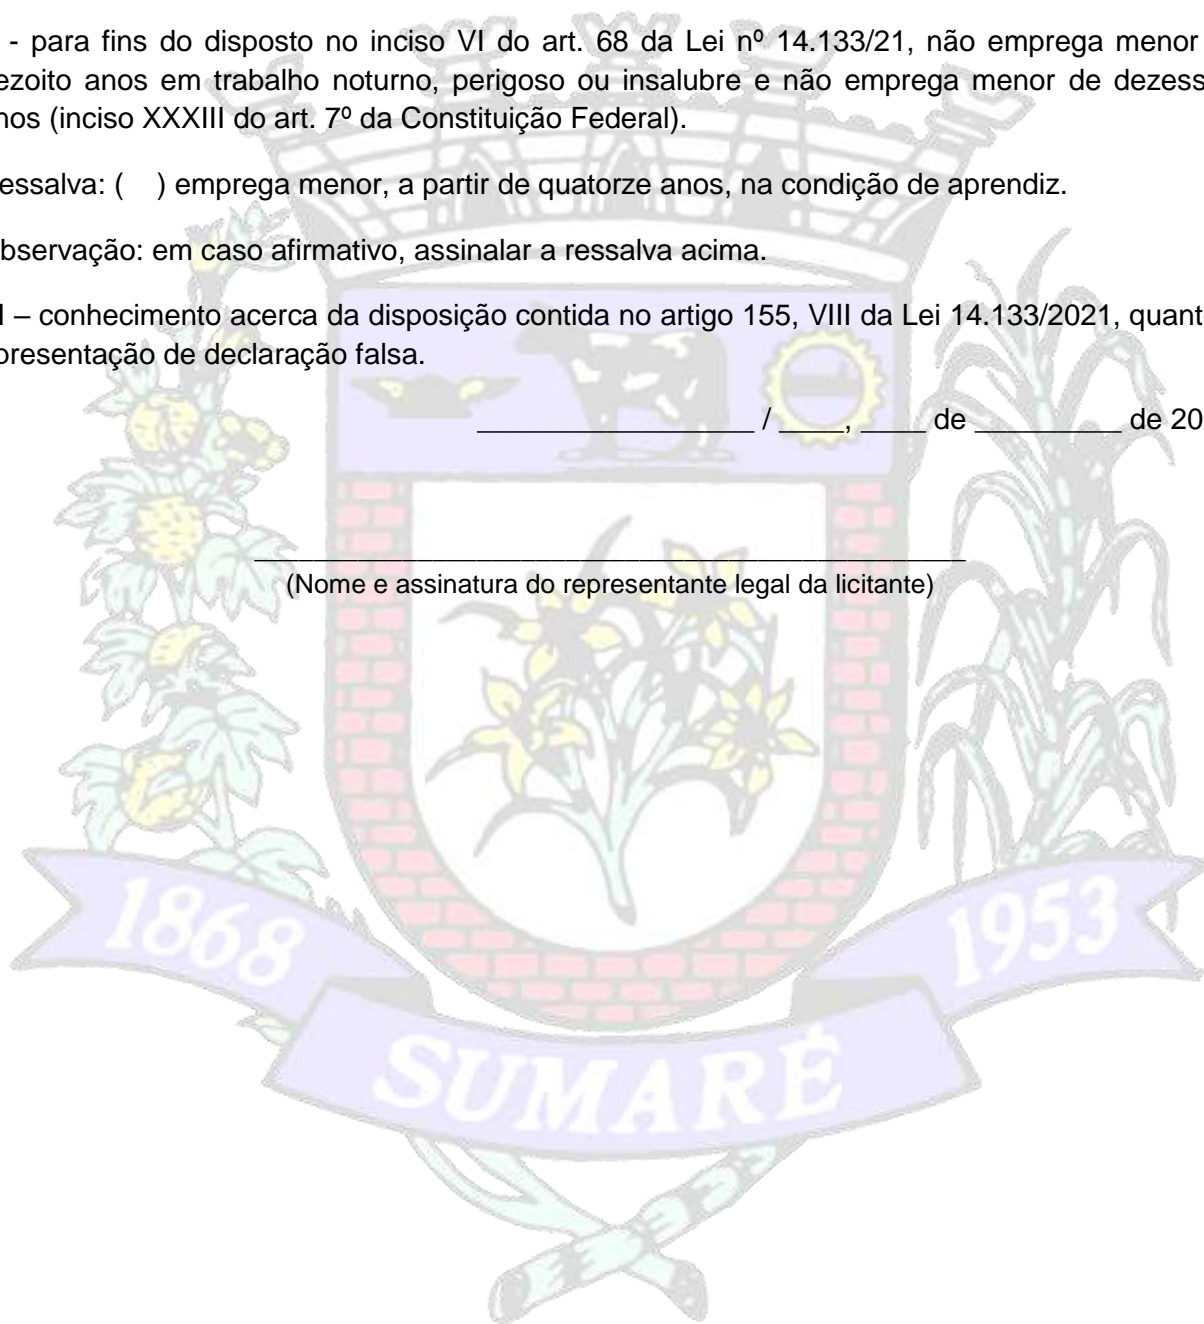 - para fins do disposto no inciso VI do art. 68 da Lei nº 14.133/21, não emprega menor
ezoito anos em trabalho noturno, perigoso ou insalubre e não emprega menor de dezess
nos (inciso XXXIII do art. 7º da Constituição Federal).
essalva: (    ) emprega menor, a partir de quatorze anos, na condição de aprendiz.
bservação: em caso afirmativo, assinalar a ressalva acima.
I – conhecimento acerca da disposição contida no artigo 155, VIII da Lei 14.133/2021, quant
presentação de declaração falsa.
_________________ / ____, ____ de _________ de 20
(Nome e assinatura do representante legal da licitante)
1868
1953
SUMARÉ